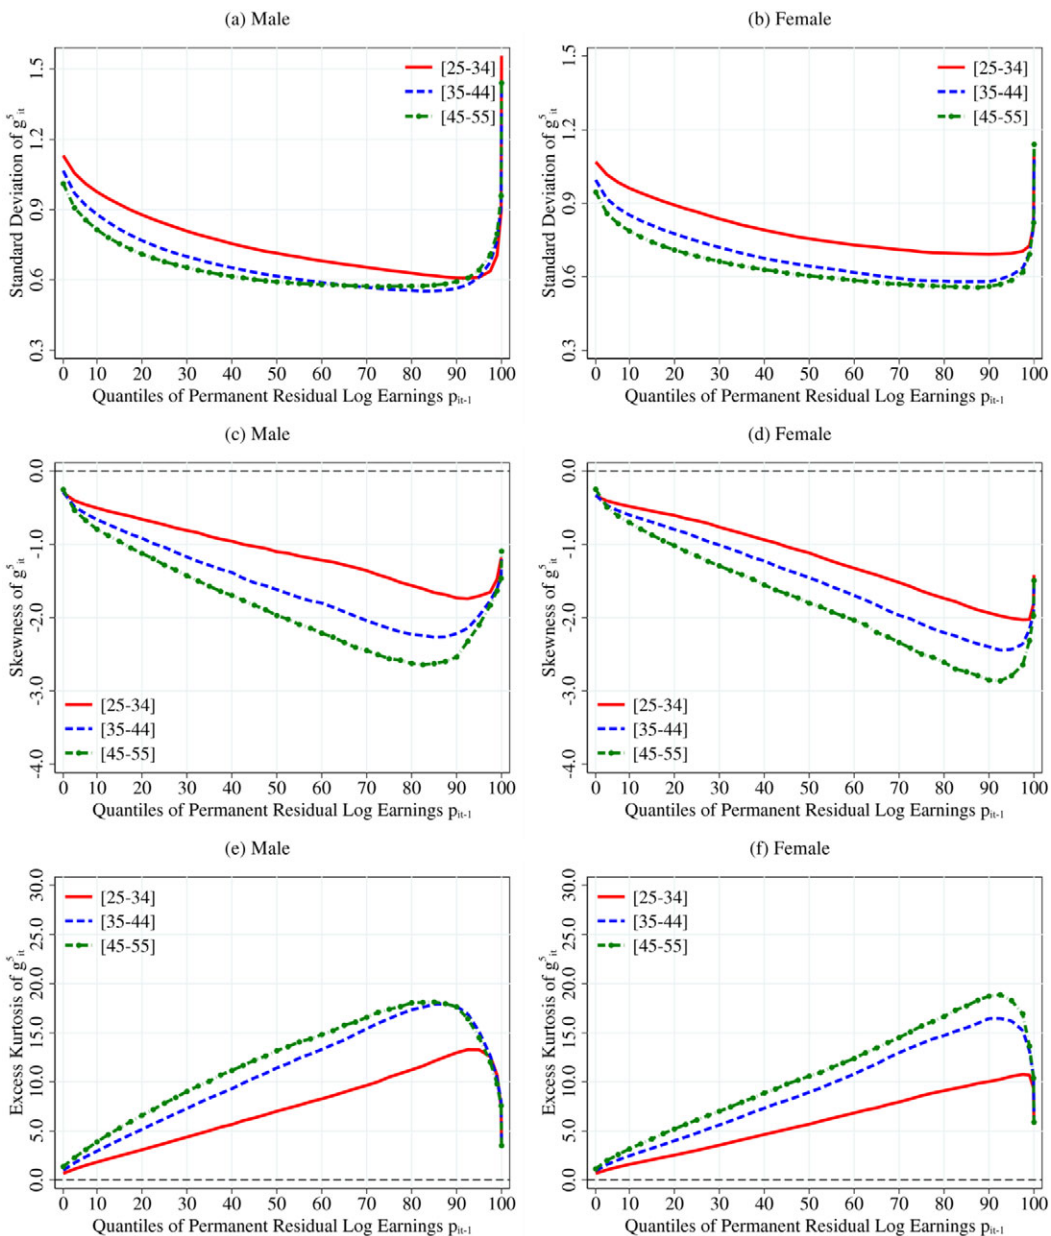 (a) Male
Standard Deviation of g⁵ᵢₜ
1.5
1.2
0.9
0.6
0.3
[25-34]
[35-44]
[45-55]
0 10 20 30 40 50 60 70 80 90 100
Quantiles of Permanent Residual Log Earnings pᵢₜ₋₁
(b) Female
Standard Deviation of g⁵ᵢₜ
1.5
1.2
0.9
0.6
0.3
[25-34]
[35-44]
[45-55]
0 10 20 30 40 50 60 70 80 90 100
Quantiles of Permanent Residual Log Earnings pᵢₜ₋₁
(c) Male
Skewness of g⁵ᵢₜ
0.0
-1.0
-2.0
-3.0
-4.0
[25-34]
[35-44]
[45-55]
0 10 20 30 40 50 60 70 80 90 100
Quantiles of Permanent Residual Log Earnings pᵢₜ₋₁
(d) Female
Skewness of g⁵ᵢₜ
0.0
-1.0
-2.0
-3.0
-4.0
[25-34]
[35-44]
[45-55]
0 10 20 30 40 50 60 70 80 90 100
Quantiles of Permanent Residual Log Earnings pᵢₜ₋₁
(e) Male
Excess Kurtosis of g⁵ᵢₜ
30.0
25.0
20.0
15.0
10.0
5.0
0.0
[25-34]
[35-44]
[45-55]
0 10 20 30 40 50 60 70 80 90 100
Quantiles of Permanent Residual Log Earnings pᵢₜ₋₁
(f) Female
Excess Kurtosis of g⁵ᵢₜ
30.0
25.0
20.0
15.0
10.0
5.0
0.0
[25-34]
[35-44]
[45-55]
0 10 20 30 40 50 60 70 80 90 100
Quantiles of Permanent Residual Log Earnings pᵢₜ₋₁